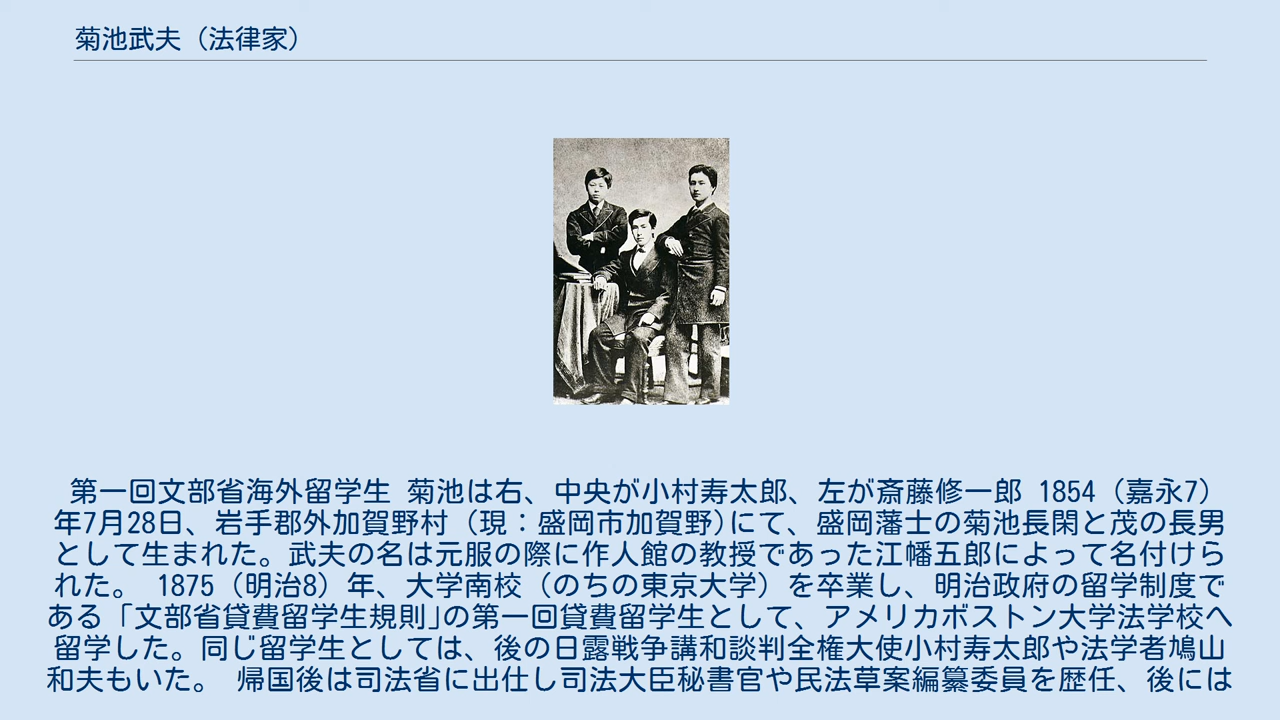 菊池武夫（法律家）
第一回文部省海外留学生 菊池は右、中央が小村寿太郎、左が斎藤修一郎 1854（嘉永7）
年7月28日、岩手郡外加賀野村（現：盛岡市加賀野)にて、盛岡藩士の菊池長閑と茂の長男
として生まれた。武夫の名は元服の際に作人館の教授であった江幡五郎によって名付けら
れた。 1875（明治8）年、大学南校（のちの東京大学）を卒業し、明治政府の留学制度で
ある「文部省貸費留学生規則」の第一回貸費留学生として、アメリカボストン大学法学校へ
留学した。同じ留学生としては、後の日露戦争講和談判全権大使小村寿太郎や法学者鳩山
和夫もいた。 帰国後は司法省に出仕し司法大臣秘書官や民法草案編纂委員を歴任、後には